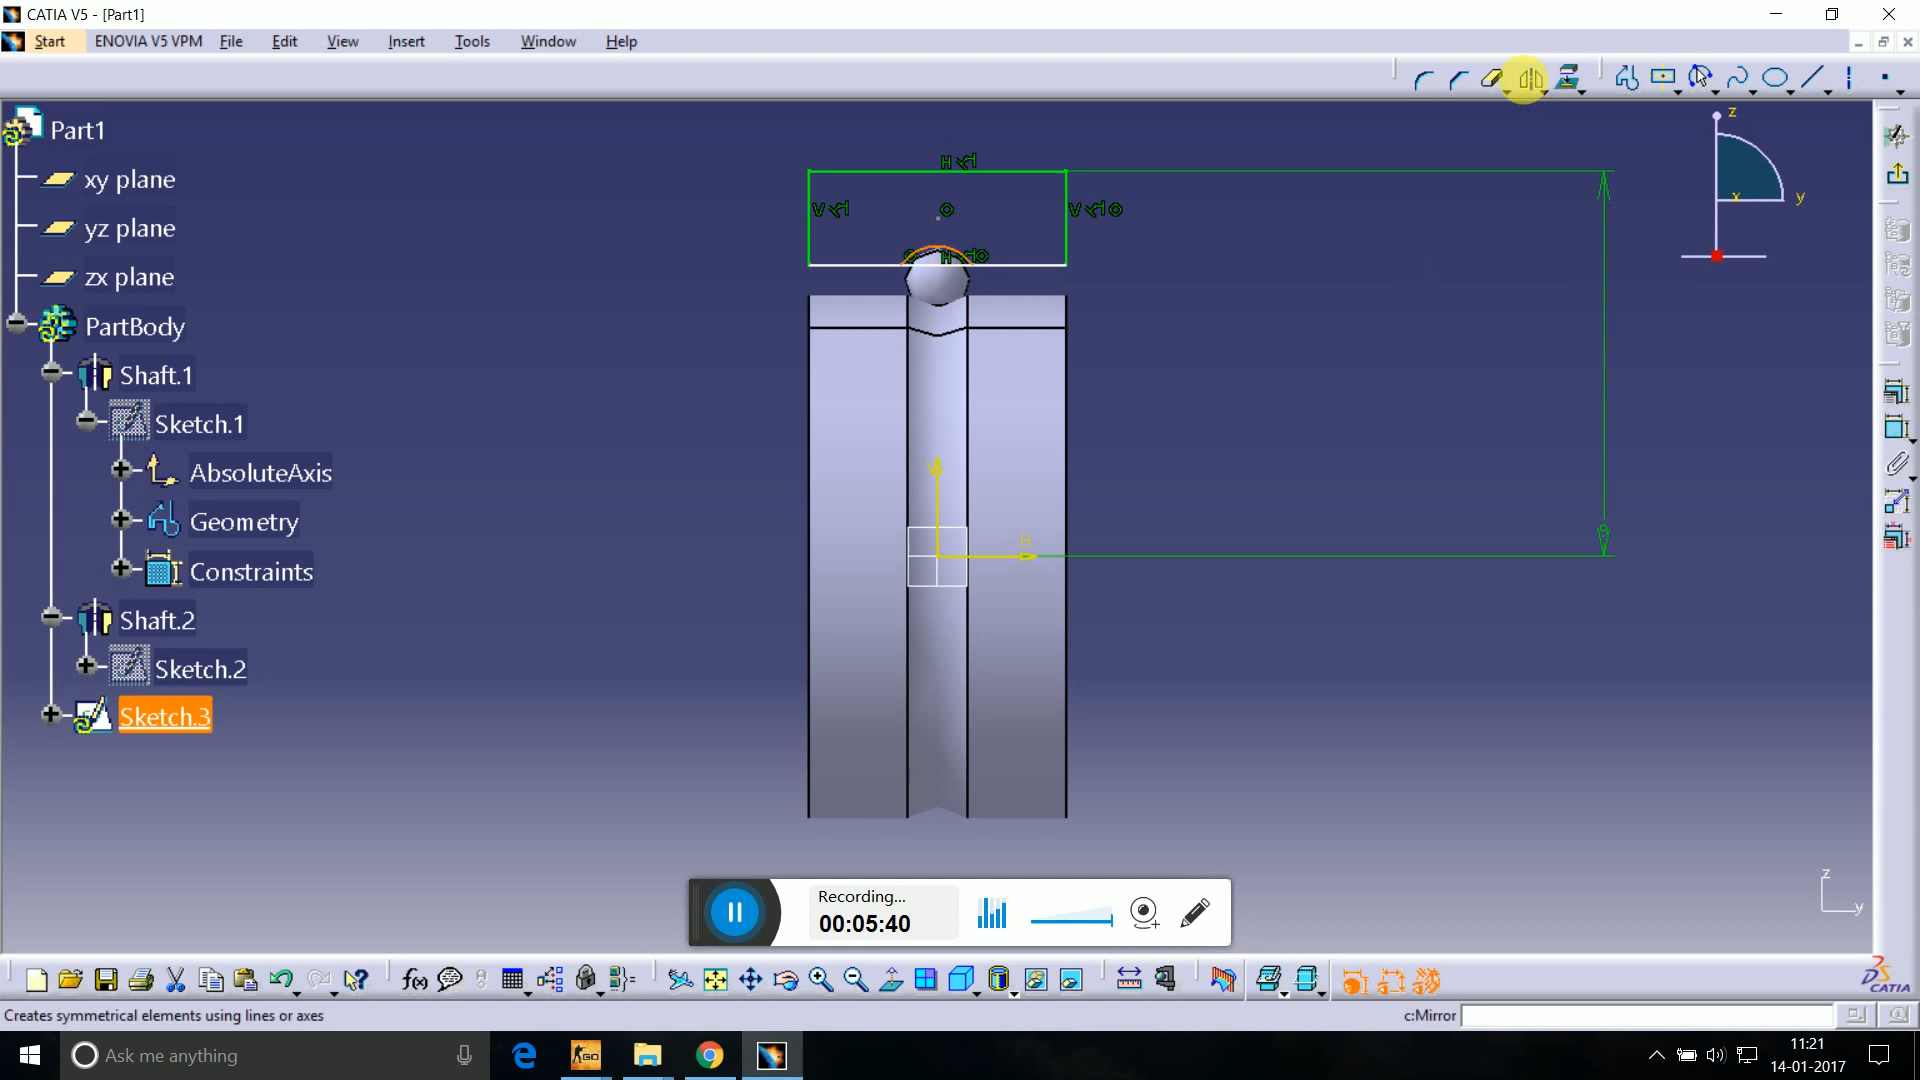 CATIA V5 - [Part1]
Start ENOVIA V5 VPM File Edit View Insert Tools Window Help
Part1
xy plane
yz plane
zx plane
PartBody
Shaft.1
Sketch.1
AbsoluteAxis
Geometry
Constraints
Shaft.2
Sketch.2
Sketch.3
z
x
y
H
V
V
H
H
z
y
Recording...
00:05:40
f(x)
CATIA
Creates symmetrical elements using lines or axes
c:Mirror
Ask me anything
GO
11:21
14-01-2017